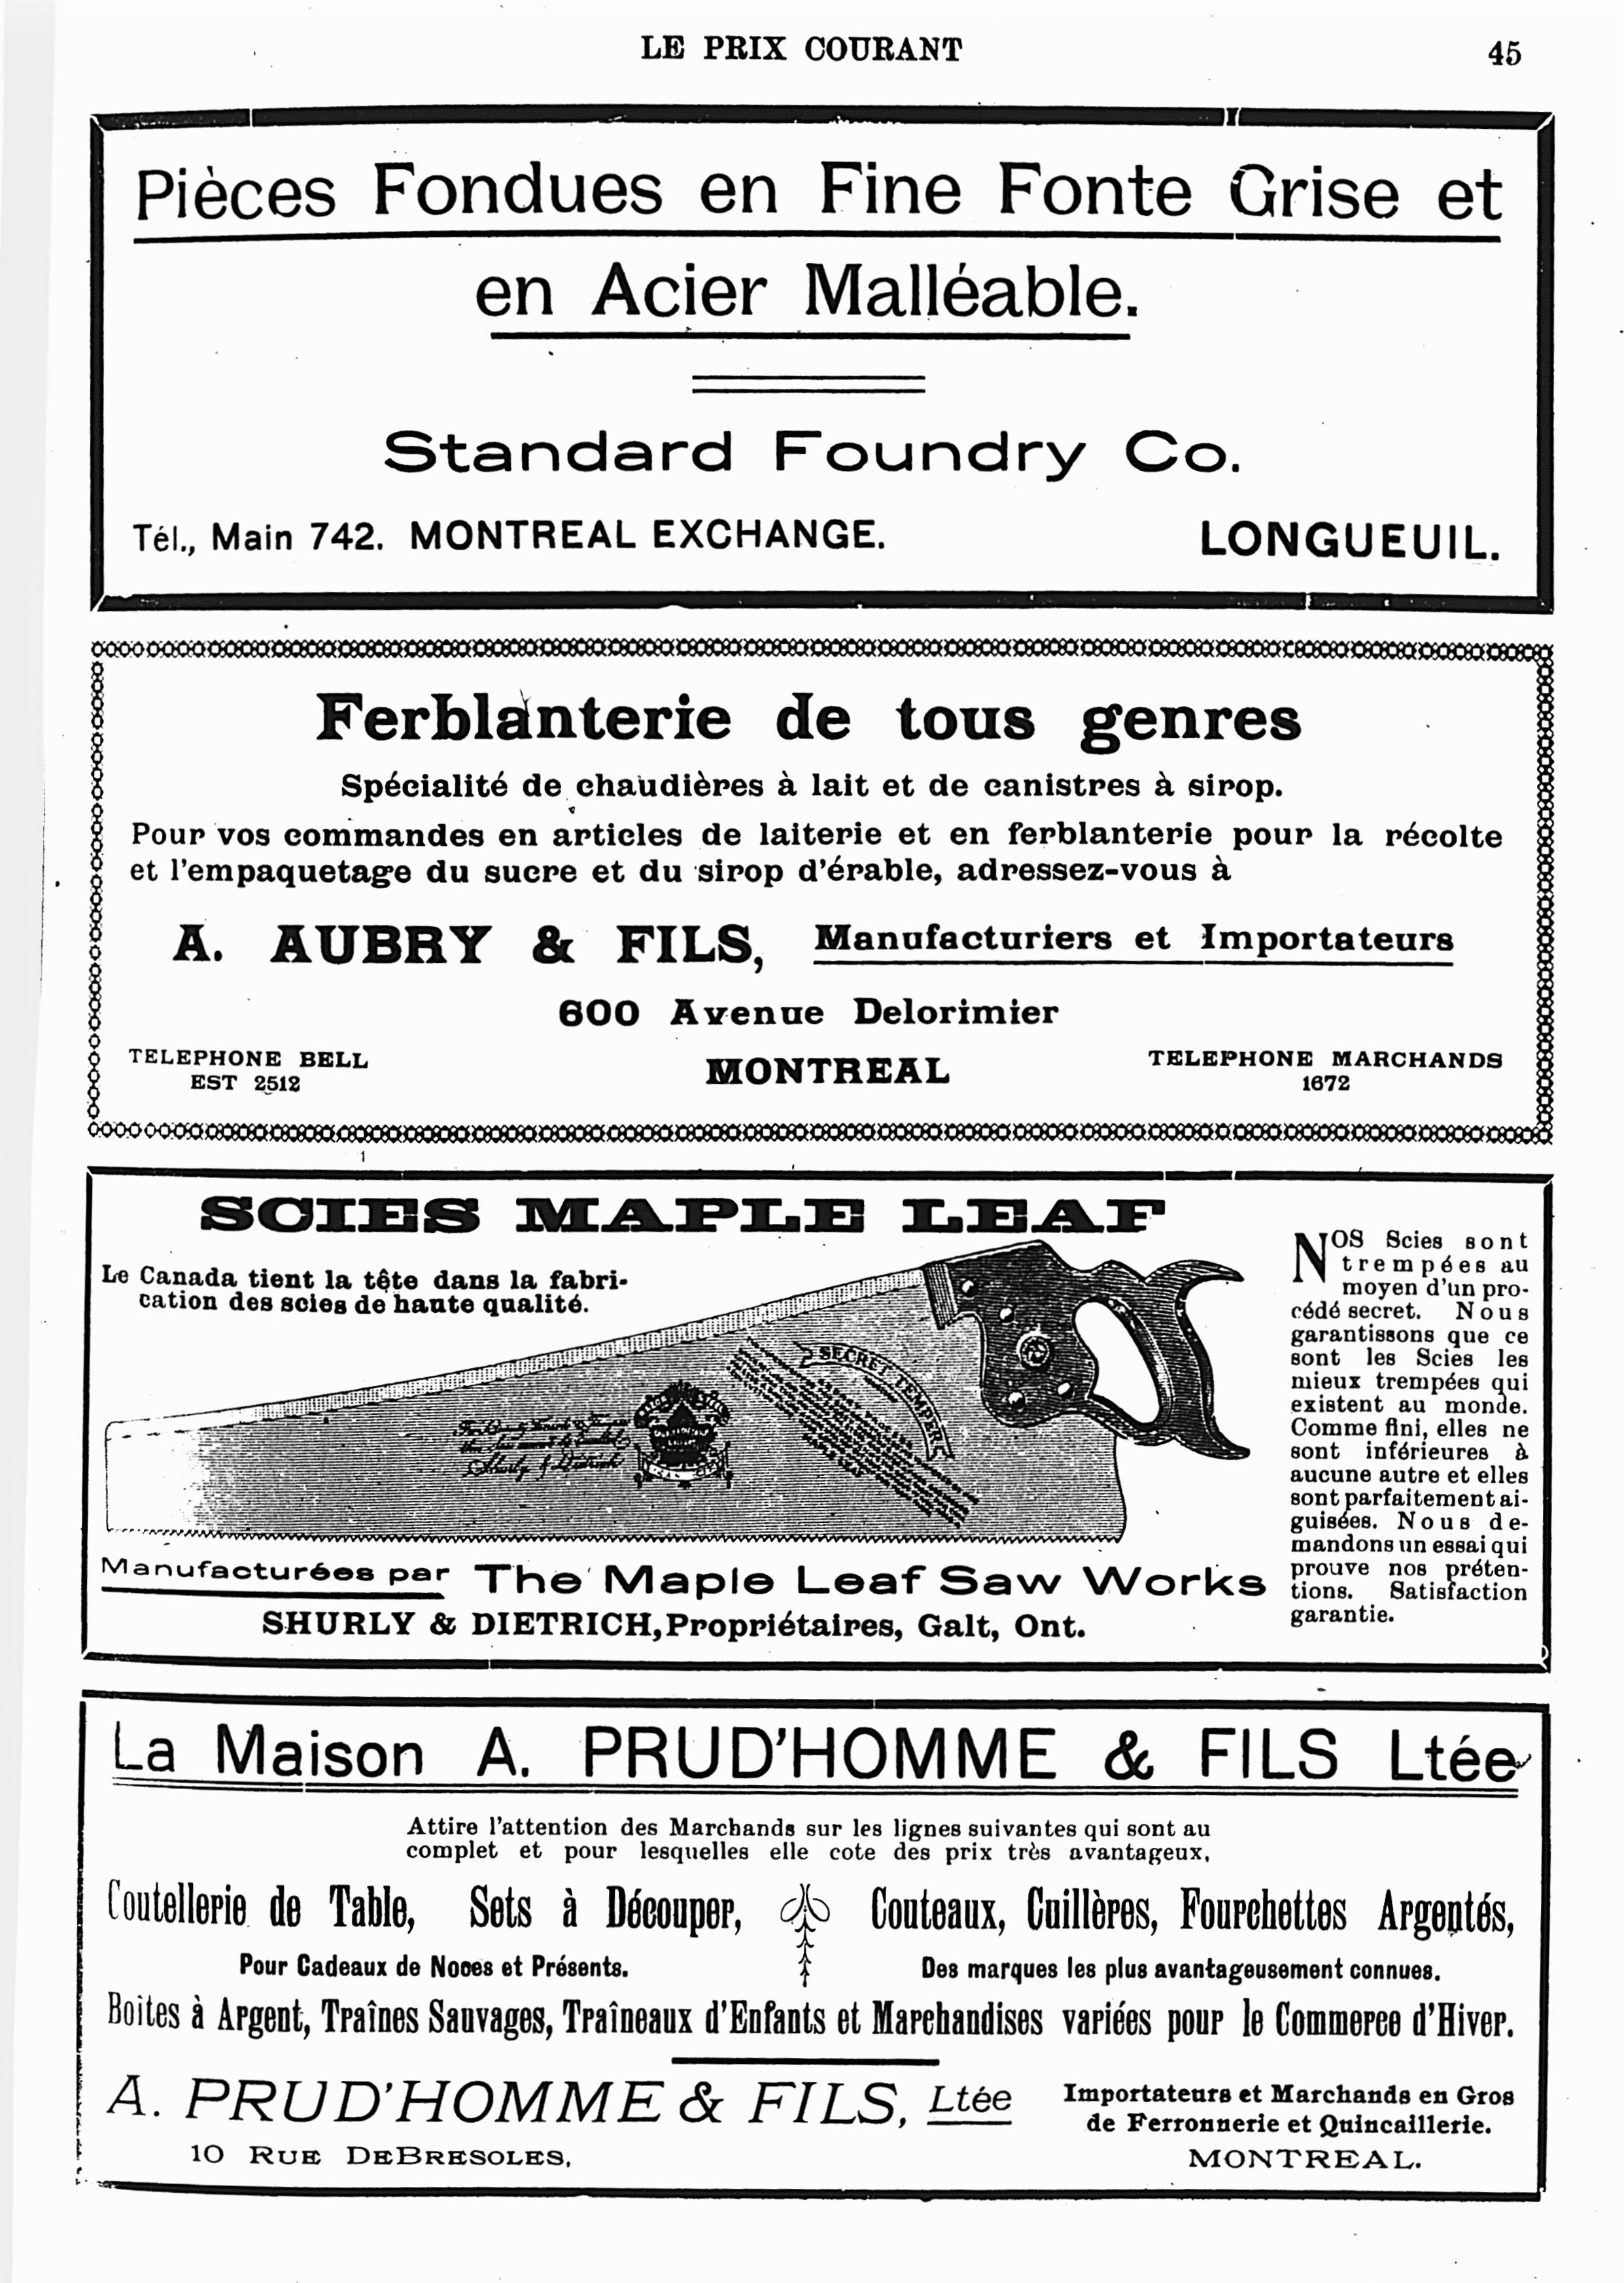 LE PRIX COURANT
45
Pièces Fondues en Fine Fonte Grise et
en Acier Malléable.
Standard Foundry Co.
Tél., Main 742. MONTREAL EXCHANGE.
LONGUEUIL.
Ferblanterie de tous genres
Spécialité de chaudières à lait et de canistres à sirop.
Pour vos commandes en articles de laiterie et en ferblanterie pour la récolte
et l'empaquetage du sucre et du sirop d'érable, adressez-vous à
A. AUBRY & FILS, Manufacturiers et Importateurs
600 Avenue Delorimier
TELEPHONE BELL
EST 2512
MONTREAL
TELEPHONE MARCHANDS
1672
SCIES MAPLE LEAF
Le Canada tient la tête dans la fabri-
cation des scies de haute qualité.
SECRET TEMPER
Shurly & Dietrich
Manufacturées par The Maple Leaf Saw Works
SHURLY & DIETRICH, Propriétaires, Galt, Ont.
NOS Scies sont
trempées au
moyen d'un pro-
cédé secret. Nous
garantissons que ce
sont les Scies les
mieux trempées qui
existent au monde.
Comme fini, elles ne
sont inférieures à
aucune autre et elles
sont parfaitement ai-
guisées. Nous de-
mandons un essai qui
prouve nos préten-
tions. Satisfaction
garantie.
La Maison A. PRUD'HOMME & FILS Ltée
Attire l'attention des Marchands sur les lignes suivantes qui sont au
complet et pour lesquelles elle cote des prix très avantageux,
Coutellerie de Table, Sets à Découper,
Pour Cadeaux de Noces et Présents.
Couteaux, Cuillères, Fourchettes Argentés,
Des marques les plus avantageusement connues.
Boites à Argent, Traînes Sauvages, Traîneaux d'Enfants et Marchandises variées pour le Commerce d'Hiver.
A. PRUD'HOMME & FILS, Ltée
10 RUE DEBRESOLES,
Importateurs et Marchands en Gros
de Ferronnerie et Quincaillerie.
MONTREAL.